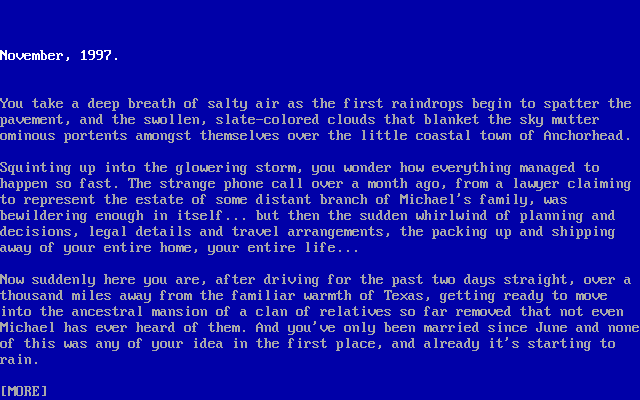 November, 1997.
You take a deep breath of salty air as the first raindrops begin to spatter the
pavement, and the swollen, slate-colored clouds that blanket the sky mutter
ominous portents amongst themselves over the little coastal town of Anchorhead.
Squinting up into the glowering storm, you wonder how everything managed to
happen so fast. The strange phone call over a month ago, from a lawyer claiming
to represent the estate of some distant branch of Michael's family, was
bewildering enough in itself... but then the sudden whirlwind of planning and
decisions, legal details and travel arrangements, the packing up and shipping
away of your entire home, your entire life...
Now suddenly here you are, after driving for the past two days straight, over a
thousand miles away from the familiar warmth of Texas, getting ready to move
into the ancestral mansion of a clan of relatives so far removed that not even
Michael has ever heard of them. And you've only been married since June and none
of this was any of your idea in the first place, and already it's starting to
rain.
[MORE]